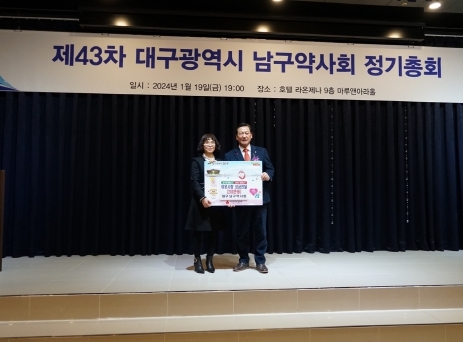 제43차 대구광역시 남구약사회 정기총회
일시 : 2024년 1월 19일(금) 19:00 장소 : 호텔 라온제나 9층 마루앤아라홀